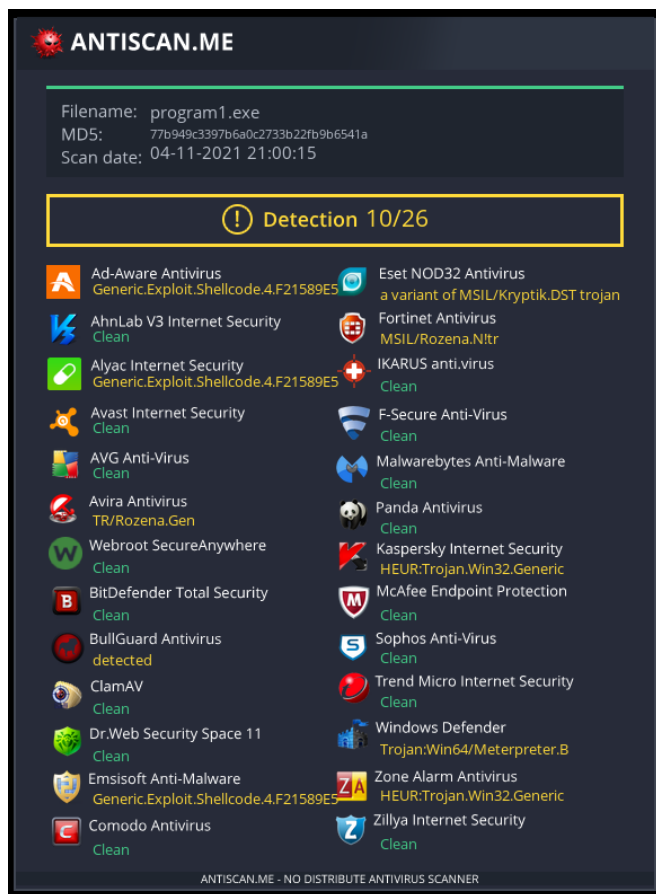 ANTISCAN.ME
Filename: program1.exe
MD5: 77b949c3397b6a0c2733b22fb9b6541a
Scan date: 04-11-2021 21:00:15
Detection 10/26
Ad-Aware Antivirus
Generic.Exploit.Shellcode.4.F21589E5
AhnLab V3 Internet Security
Clean
Alyac Internet Security
Generic.Exploit.Shellcode.4.F21589E5
Avast Internet Security
Clean
AVG Anti-Virus
Clean
Avira Antivirus
TR/Rozena.Gen
Webroot SecureAnywhere
Clean
BitDefender Total Security
Clean
BullGuard Antivirus
detected
ClamAV
Clean
Dr.Web Security Space 11
Clean
Emsisoft Anti-Malware
Generic.Exploit.Shellcode.4.F21589E5
Comodo Antivirus
Clean
Eset NOD32 Antivirus
a variant of MSIL/Kryptik.DST trojan
Fortinet Antivirus
MSIL/Rozena.N!tr
IKARUS anti.virus
Clean
F-Secure Anti-Virus
Clean
Malwarebytes Anti-Malware
Clean
Panda Antivirus
Clean
Kaspersky Internet Security
HEUR:Trojan.Win32.Generic
McAfee Endpoint Protection
Clean
Sophos Anti-Virus
Clean
Trend Micro Internet Security
Clean
Windows Defender
Trojan:Win64/Meterpreter.B
Zone Alarm Antivirus
HEUR:Trojan.Win32.Generic
Zillya Internet Security
Clean
ANTISCAN.ME - NO DISTRIBUTE ANTIVIRUS SCANNER